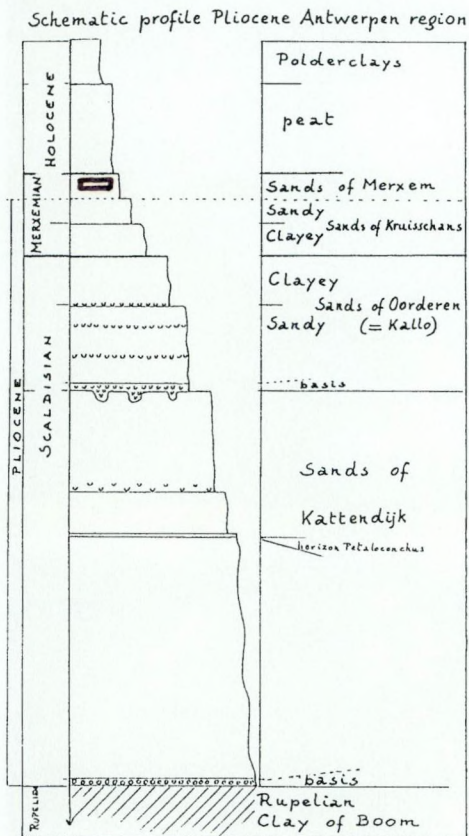 Schematic profile Pliocene Antwerpen region
HOLOCENE
MERXEMIAN
SCALDISIAN
PLIOCENE
RUPELIA
Polderclays
peat
Sands of Merxem
Sandy
Sands of Kruisschans
Clayey
Clayey
Sands of Oorderen
Sandy (= Kallo)
basis
Sands of
Kattendijk
horizon Petaloconchus
basis
Rupelian
Clay of Boom